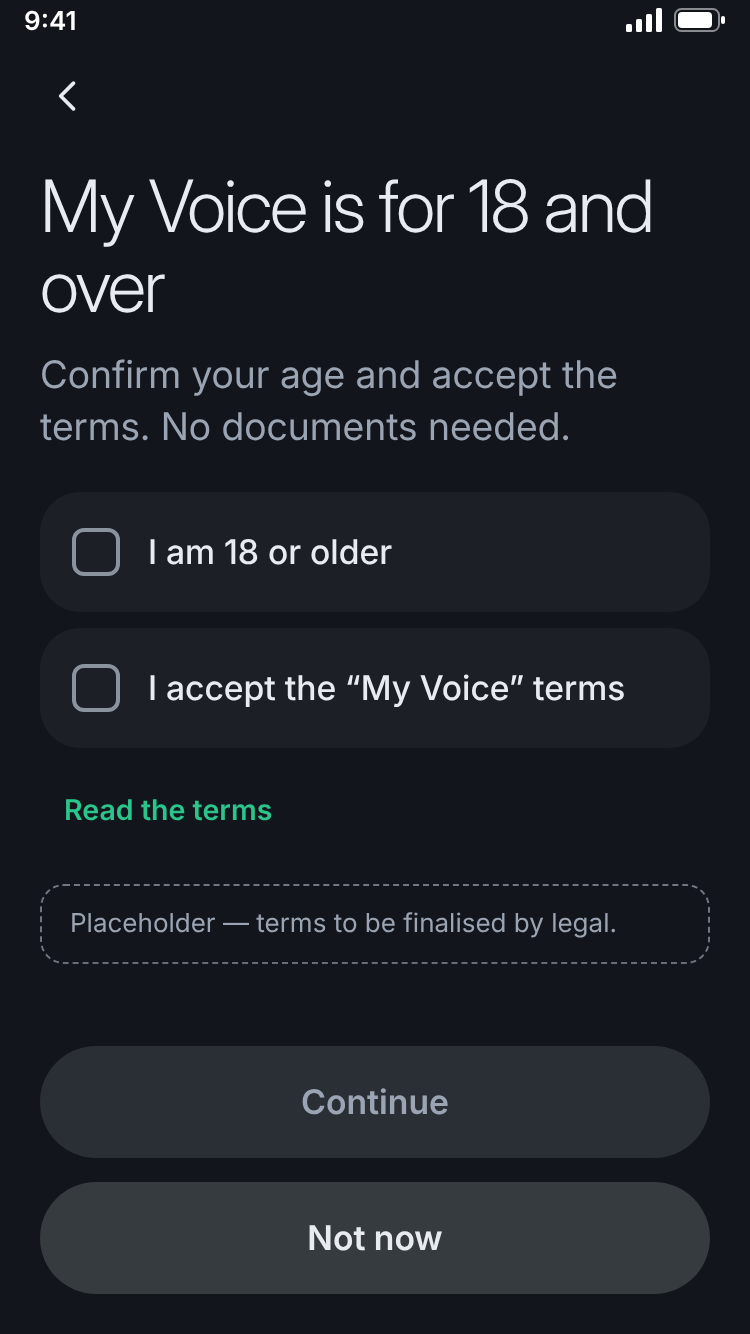 9:41
My Voice is for 18 and
over
Confirm your age and accept the
terms. No documents needed.
I am 18 or older
I accept the “My Voice” terms
Read the terms
Placeholder — terms to be finalised by legal.
Continue
Not now